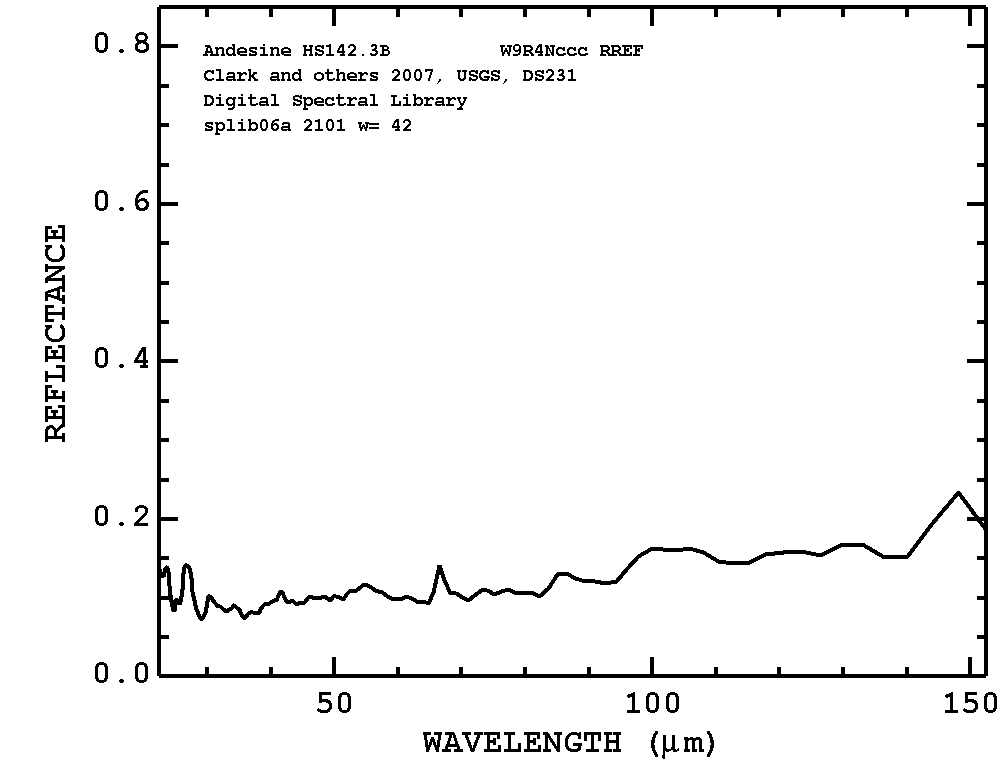 0.8
0.6
0.4
0.2
0.0
REFLECTANCE
Andesine HS142.3B W9R4Nccc RREF
Clark and others 2007, USGS, DS231
Digital Spectral Library
splib06a 2101 w= 42
50 100 150
WAVELENGTH (μm)